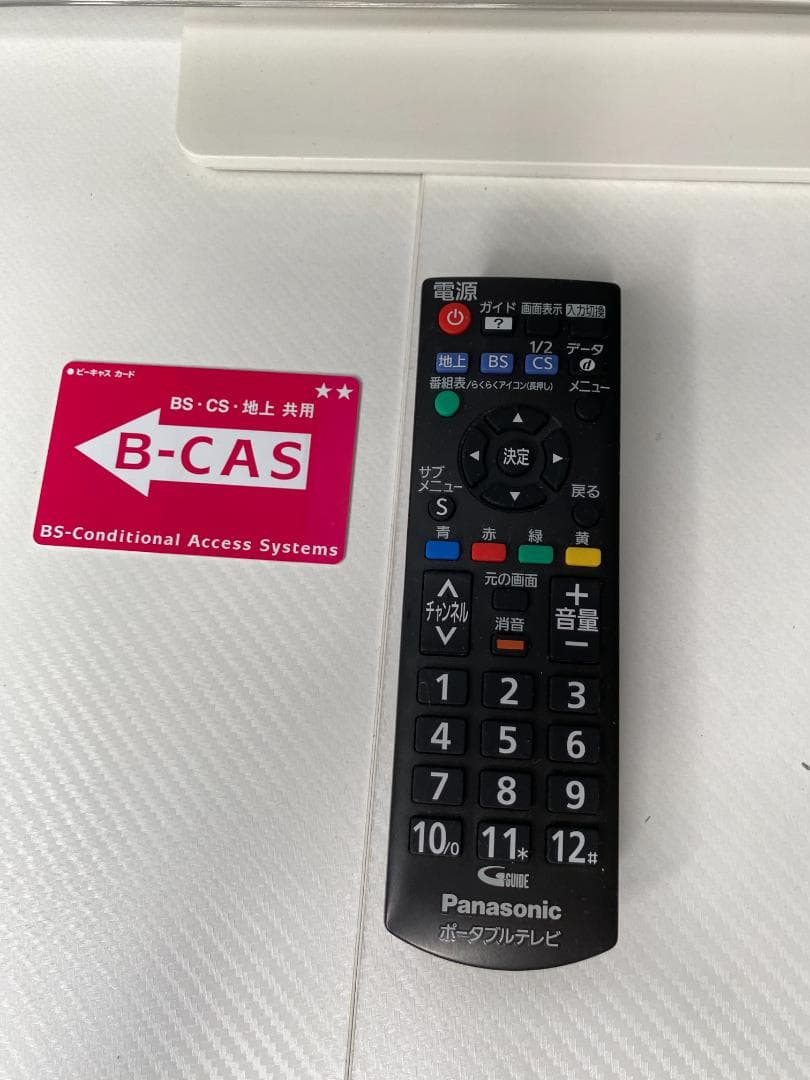 ● ビーキャス カード
★★
BS・CS・地上 共用
B-CAS
BS-Conditional Access Systems
電源
ガイド 画面表示 入力切換
?
1/2 データ
地上 BS CS d
番組表/らくらくアイコン(長押し) メニュー
決定
サブ
メニュー
戻る
S
青 赤 緑 黄
元の画面
チャンネル
+
音量
-
消音
1 2 3
4 5 6
7 8 9
10/0 11* 12#
G GUIDE
Panasonic
ポータブルテレビ